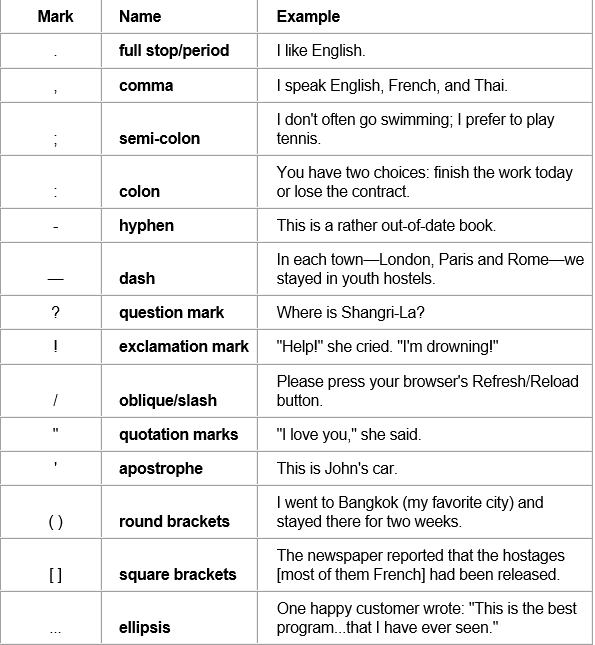 Mark Name Example
. full stop/period I like English.
, comma I speak English, French, and Thai.
I don't often go swimming; I prefer to play
; semi-colon tennis.
You have two choices: finish the work today
: colon or lose the contract.
- hyphen This is a rather out-of-date book.
In each town—London, Paris and Rome—we
— dash stayed in youth hostels.
? question mark Where is Shangri-La?
! exclamation mark "Help!" she cried. "I'm drowning!"
Please press your browser's Refresh/Reload
/ oblique/slash button.
" quotation marks "I love you," she said.
' apostrophe This is John's car.
I went to Bangkok (my favorite city) and
( ) round brackets stayed there for two weeks.
The newspaper reported that the hostages
[ ] square brackets [most of them French] had been released.
One happy customer wrote: "This is the best
... ellipsis program...that I have ever seen."